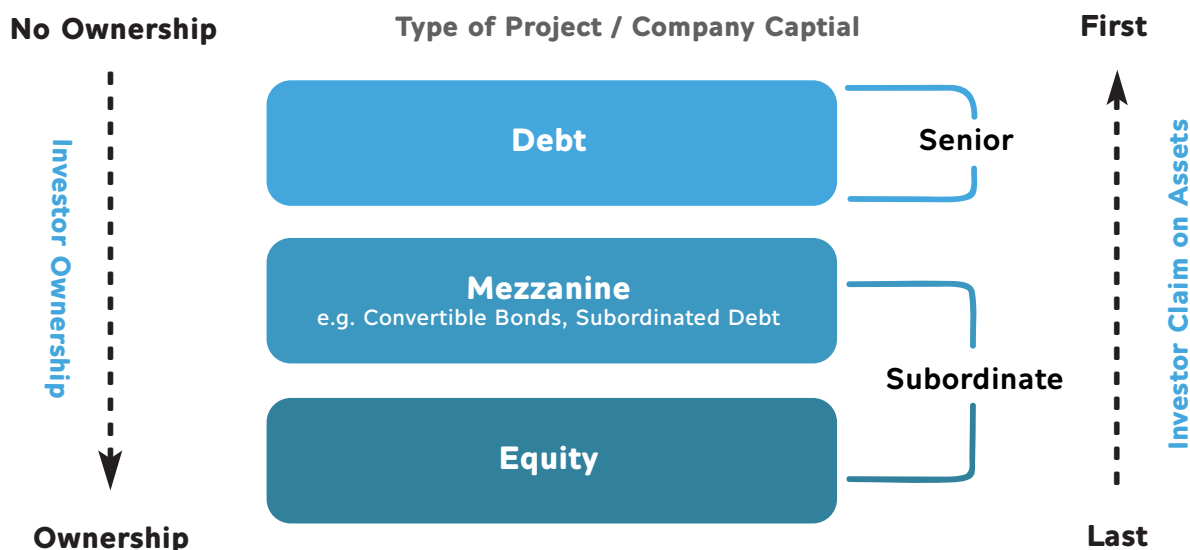 No Ownership
Type of Project / Company Captial
First
Investor Ownership
Debt
Senior
Mezzanine
e.g. Convertible Bonds, Subordinated Debt
Subordinate
Equity
Investor Claim on Assets
Ownership
Last